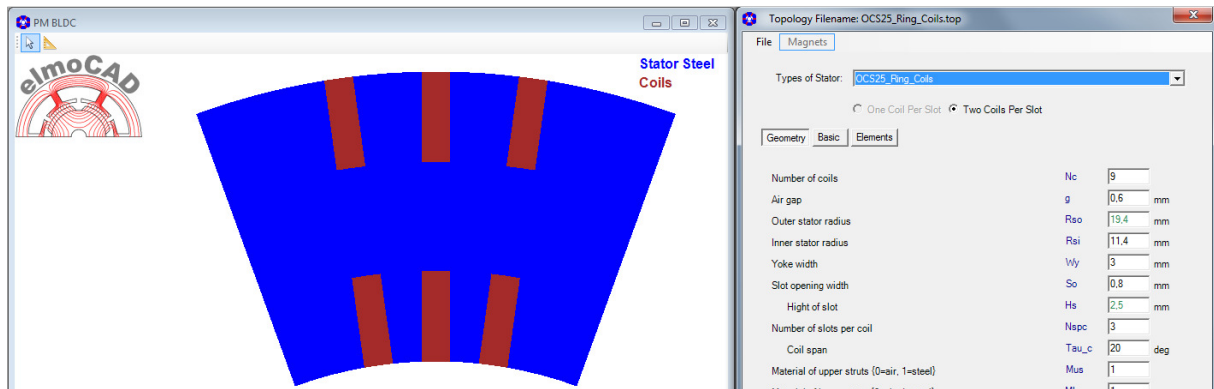 PM BLDC
elmoCAD
Stator Steel
Coils
Topology Filename: OCS25_Ring_Coils.top
File Magnets
Types of Stator: OCS25_Ring_Coils
One Coil Per Slot Two Coils Per Slot
Geometry Basic Elements
Number of coils Nc 9
Air gap g 0,6 mm
Outer stator radius Rso 19,4 mm
Inner stator radius Rsi 11,4 mm
Yoke width Wy 3 mm
Slot opening width So 0,8 mm
Hight of slot Hs 2,5 mm
Number of slots per coil Nspc 3
Coil span Tau_c 20 deg
Material of upper struts {0=air, 1=steel} Mus 1